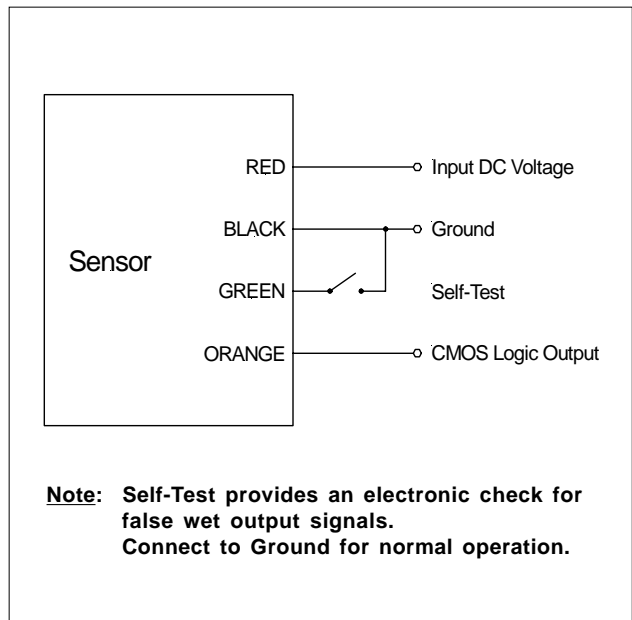 RED
Input DC Voltage
BLACK
Ground
Sensor
GREEN
Self-Test
ORANGE
CMOS Logic Output
Note: Self-Test provides an electronic check for
false wet output signals.
Connect to Ground for normal operation.